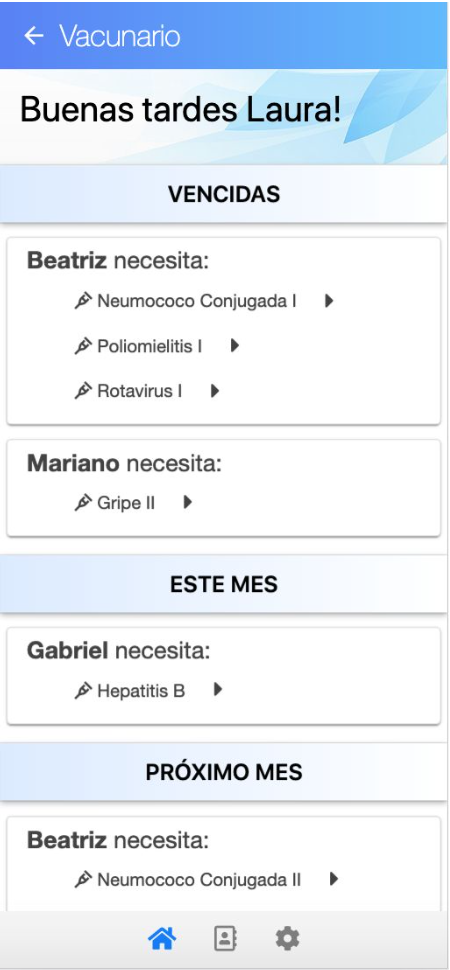 Vacunario
Buenas tardes Laura!
VENCIDAS
Beatriz necesita:
Neumococo Conjugada I
Poliomielitis I
Rotavirus I
Mariano necesita:
Gripe II
ESTE MES
Gabriel necesita:
Hepatitis B
PRÓXIMO MES
Beatriz necesita:
Neumococo Conjugada II